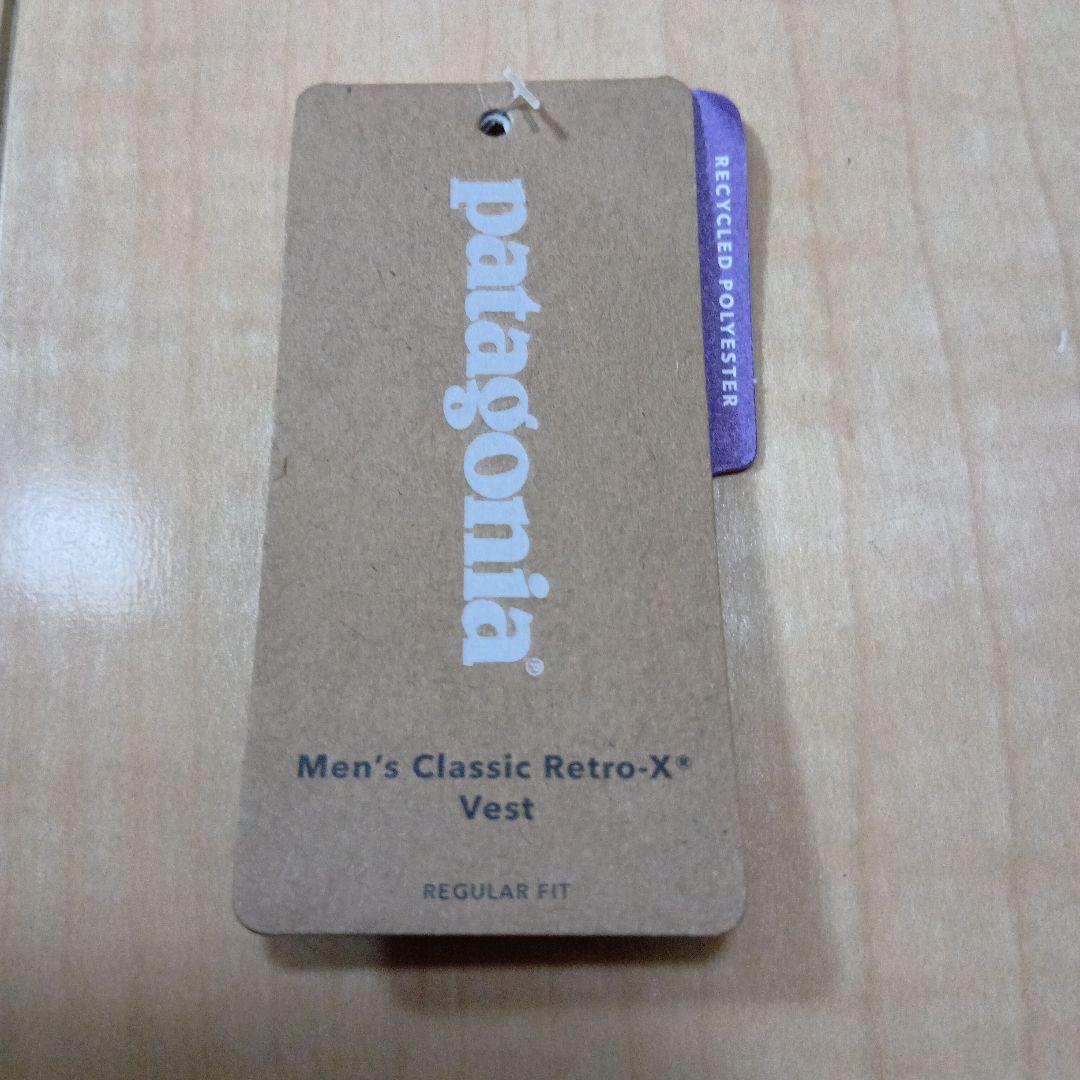 patagonia®
RECYCLED POLYESTER
Men's Classic Retro-X®
Vest
REGULAR FIT